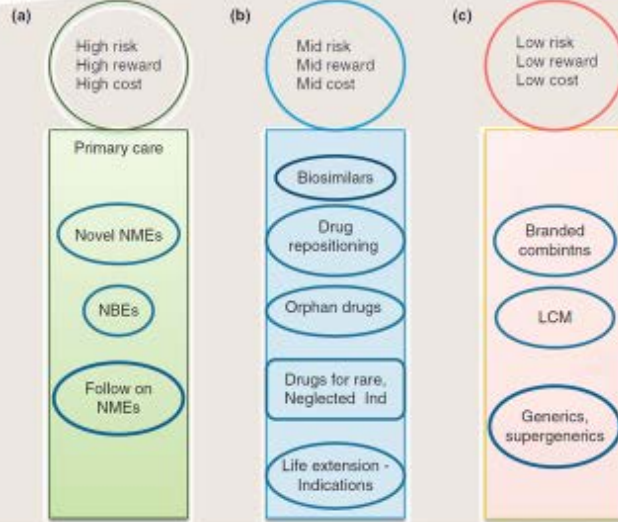 (a)
High risk
High reward
High cost
Primary care
Novel NMEs
NBEs
Follow on
NMEs
(b)
Mid risk
Mid reward
Mid cost
Biosimilars
Drug
repositioning
Orphan drugs
Drugs for rare,
Neglected Ind
Life extension -
Indications
(c)
Low risk
Low reward
Low cost
Branded
combintns
LCM
Generics,
supergenerics